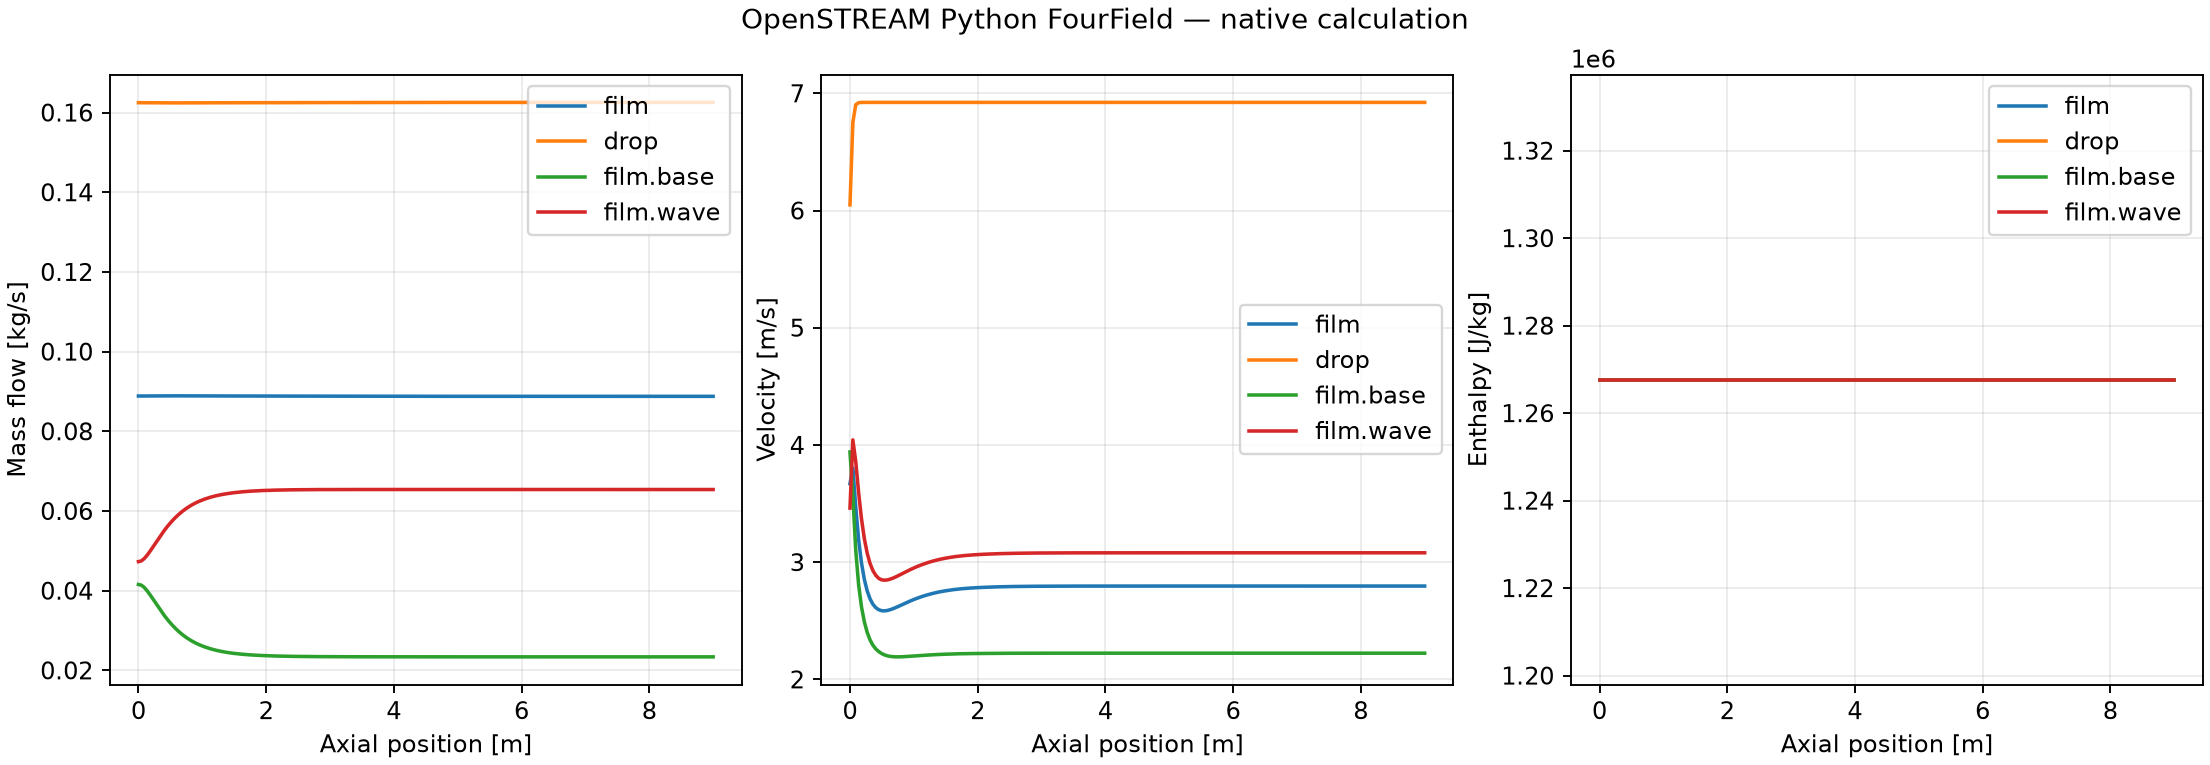 OpenSTREAM Python FourField — native calculation
Mass flow [kg/s]
0.16
0.14
0.12
0.10
0.08
0.06
0.04
0.02
0 2 4 6 8
Axial position [m]
film
drop
film.base
film.wave
Velocity [m/s]
7
6
5
4
3
2
0 2 4 6 8
Axial position [m]
film
drop
film.base
film.wave
1e6
Enthalpy [J/kg]
1.32
1.30
1.28
1.26
1.24
1.22
1.20
0 2 4 6 8
Axial position [m]
film
drop
film.base
film.wave